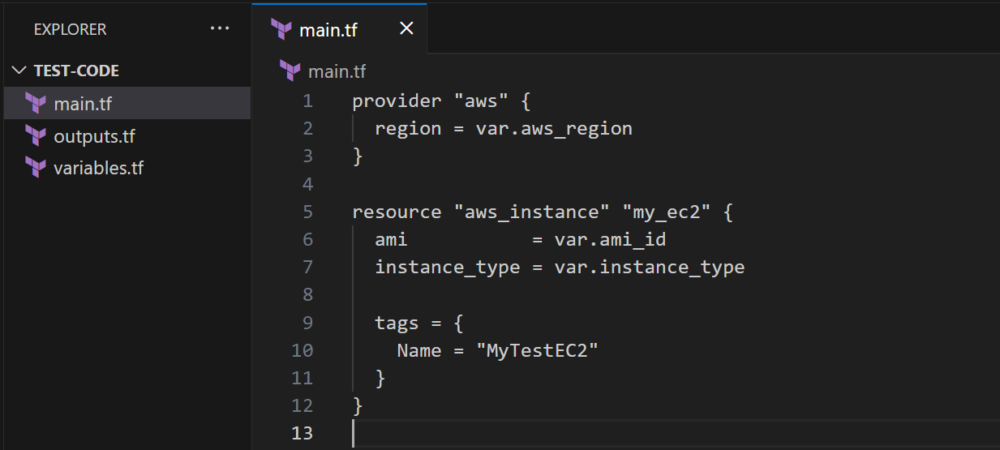 EXPLORER ...
TEST-CODE
main.tf
outputs.tf
variables.tf
main.tf
main.tf
1 provider "aws" {
2   region = var.aws_region
3 }
4
5 resource "aws_instance" "my_ec2" {
6   ami           = var.ami_id
7   instance_type = var.instance_type
8
9   tags = {
10     Name = "MyTestEC2"
11   }
12 }
13